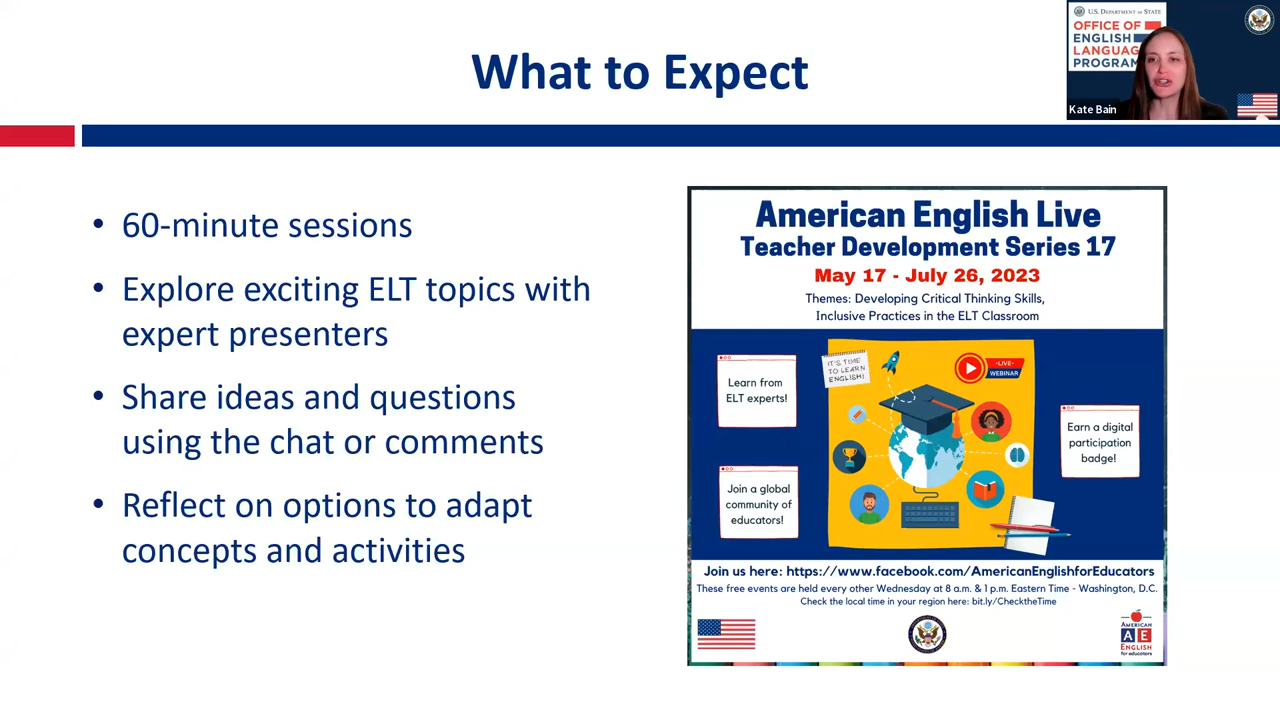 What to Expect
U.S. DEPARTMENT OF STATE
OFFICE OF
ENGLISH
LANGUAG
PROGRAM
Kate Bain
• 60-minute sessions
• Explore exciting ELT topics with
expert presenters
• Share ideas and questions
using the chat or comments
• Reflect on options to adapt
concepts and activities
American English Live
Teacher Development Series 17
May 17 - July 26, 2023
Themes: Developing Critical Thinking Skills,
Inclusive Practices in the ELT Classroom
Learn from
ELT experts!
IT'S TIME
TO LEARN
ENGLISH!
-LIVE-
WEBINAR
Earn a digital
participation
badge!
Join a global
community of
educators!
Join us here: https://www.facebook.com/AmericanEnglishforEducators
These free events are held every other Wednesday at 8 a.m. & 1 p.m. Eastern Time - Washington, D.C.
Check the local time in your region here: bit.ly/ChecktheTime
AMERICAN
AE
ENGLISH
for educators